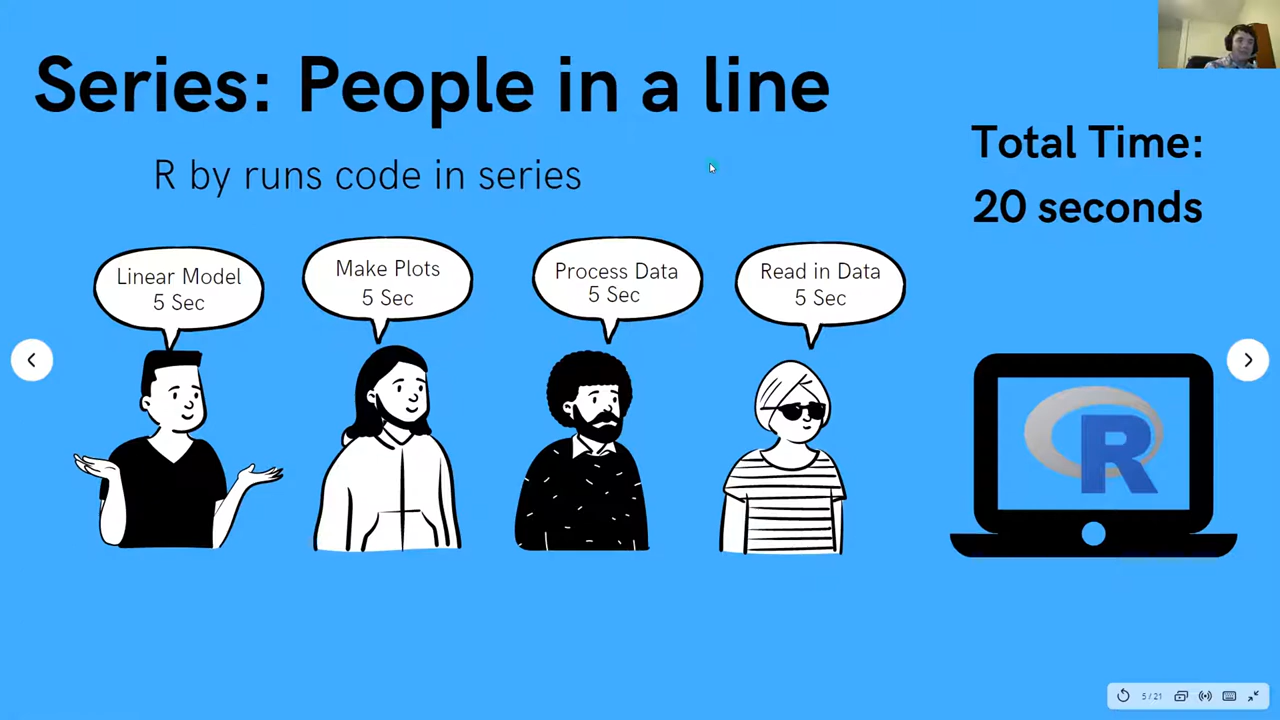 Series: People in a line
R by runs code in series
Total Time:
20 seconds
Linear Model
5 Sec
Make Plots
5 Sec
Process Data
5 Sec
Read in Data
5 Sec
R
5/21